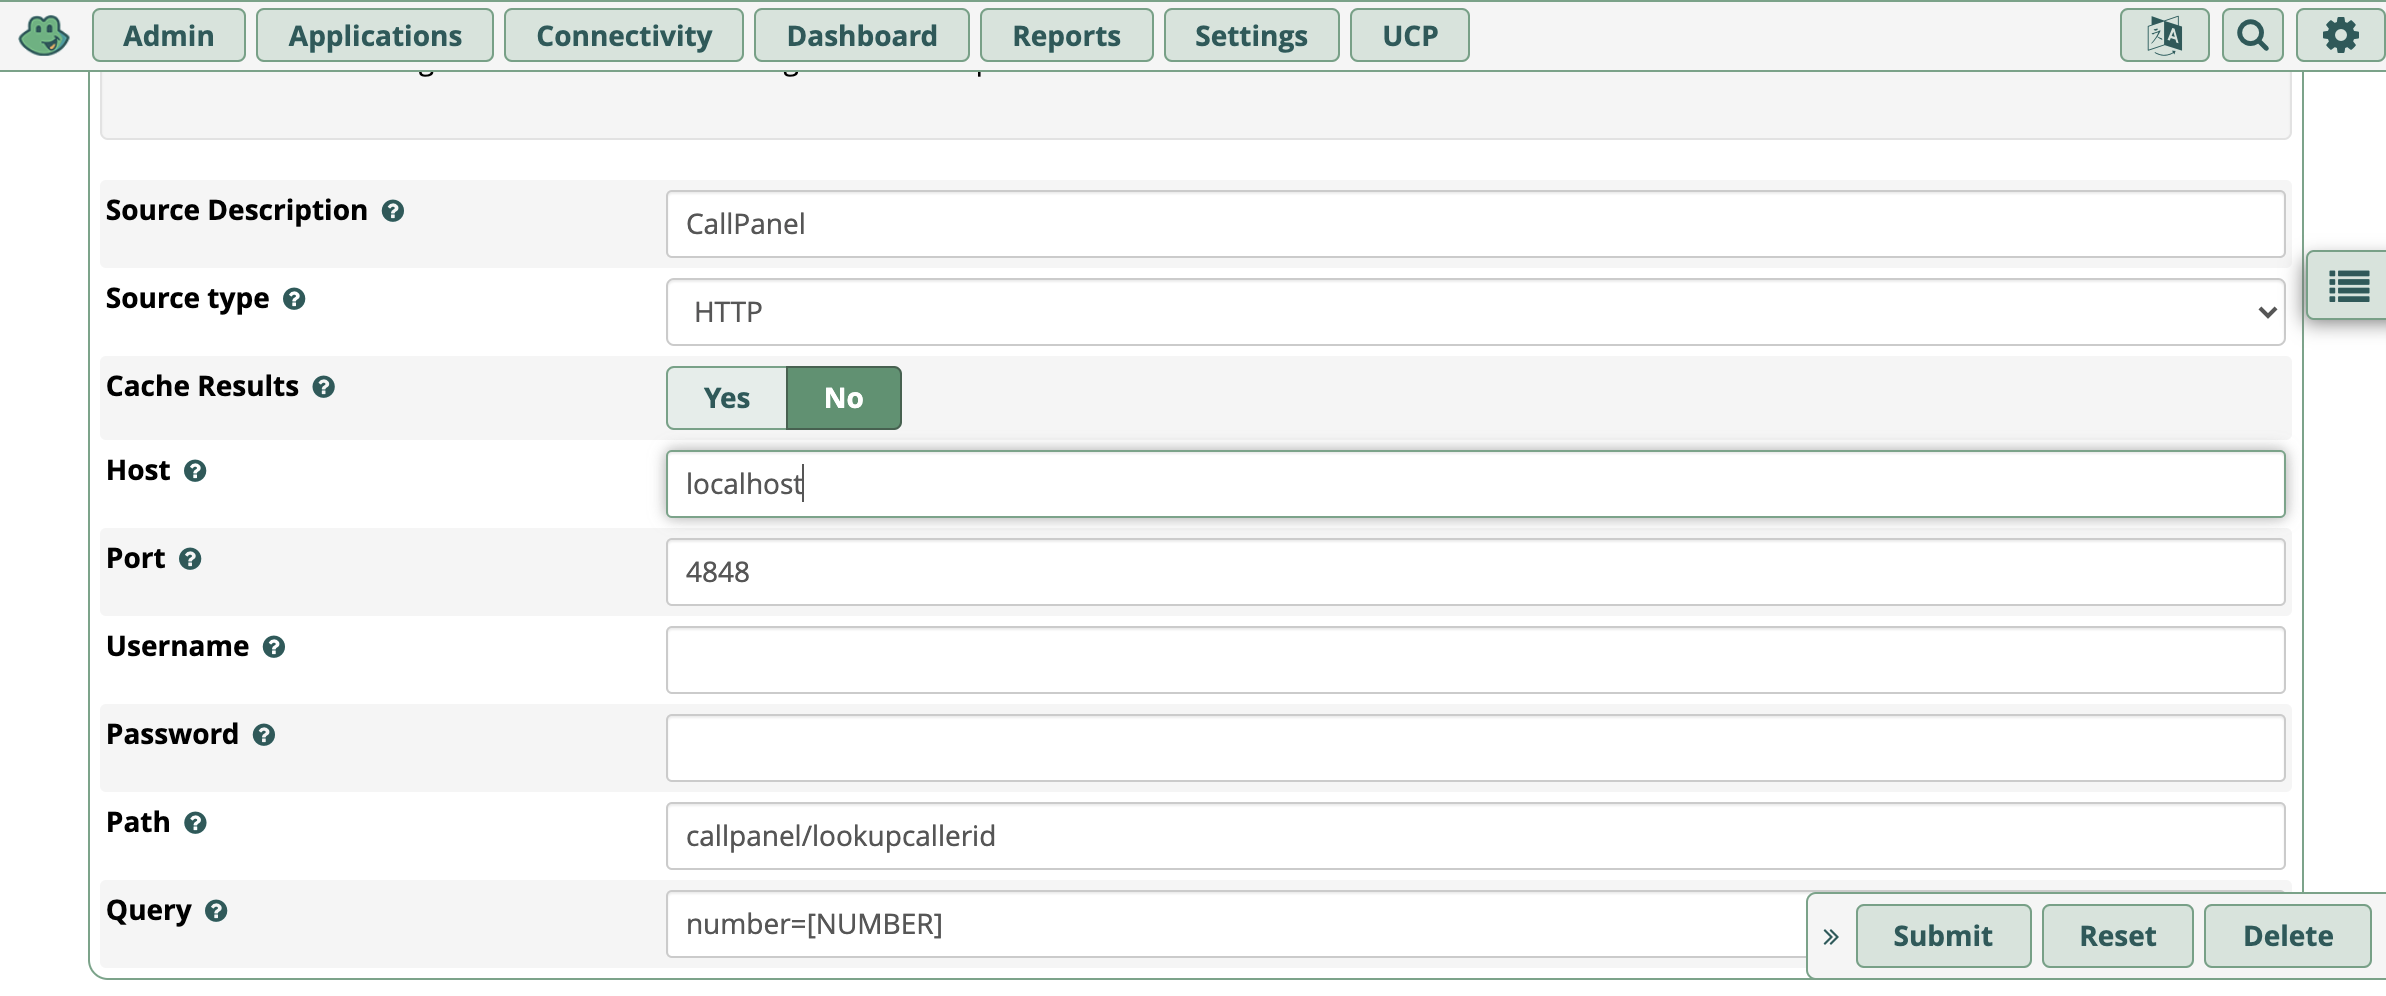 Admin
Applications
Connectivity
Dashboard
Reports
Settings
UCP
Source Description
CallPanel
Source type
HTTP
Cache Results
Yes
No
Host
localhost
Port
4848
Username
Password
Path
callpanel/lookupcallerid
Query
number=[NUMBER]
»
Submit
Reset
Delete